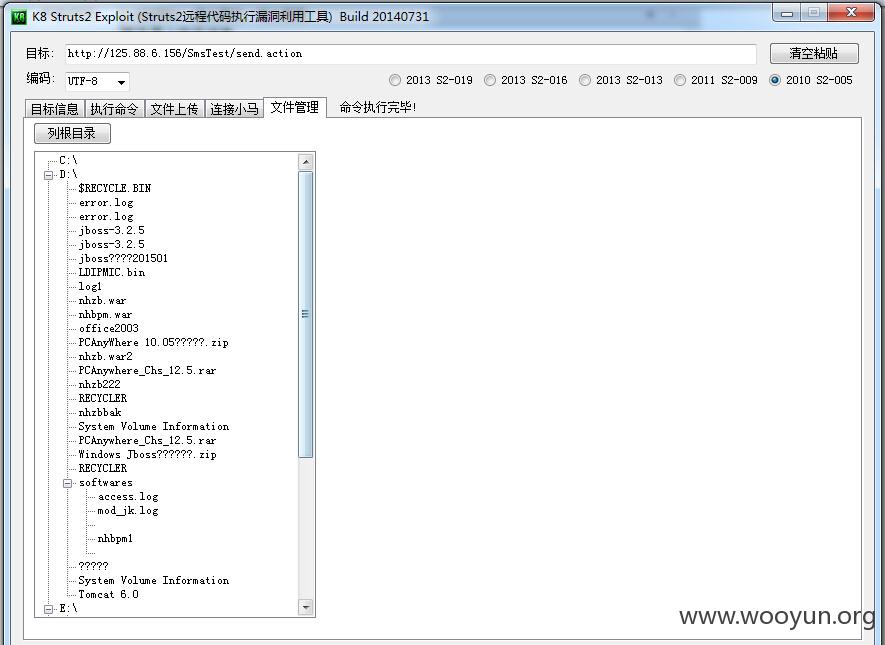 K8 Struts2 Exploit (Struts2远程代码执行漏洞利用工具) Build 20140731
目标: http://125.88.6.156/SmsTest/send.action 清空粘贴
编码: UTF-8 2013 S2-019 2013 S2-016 2013 S2-013 2011 S2-009 2010 S2-005
目标信息 执行命令 文件上传 连接小马 文件管理 命令执行完毕!
列根目录
C:\
D:\
$RECYCLE.BIN
error.log
error.log
jboss-3.2.5
jboss-3.2.5
jboss????201501
LDIPMIC.bin
log1
nhzb.war
nhbpm.war
office2003
PCAnyWhere 10.05?????.zip
nhzb.war2
PCAnywhere_Chs_12.5.rar
nhzb222
RECYCLER
nhzbbak
System Volume Information
PCAnywhere_Chs_12.5.rar
Windows Jboss??????.zip
RECYCLER
softwares
access.log
mod_jk.log
nhbpm1
?????
System Volume Information
Tomcat 6.0
E:\
www.wooyun.org